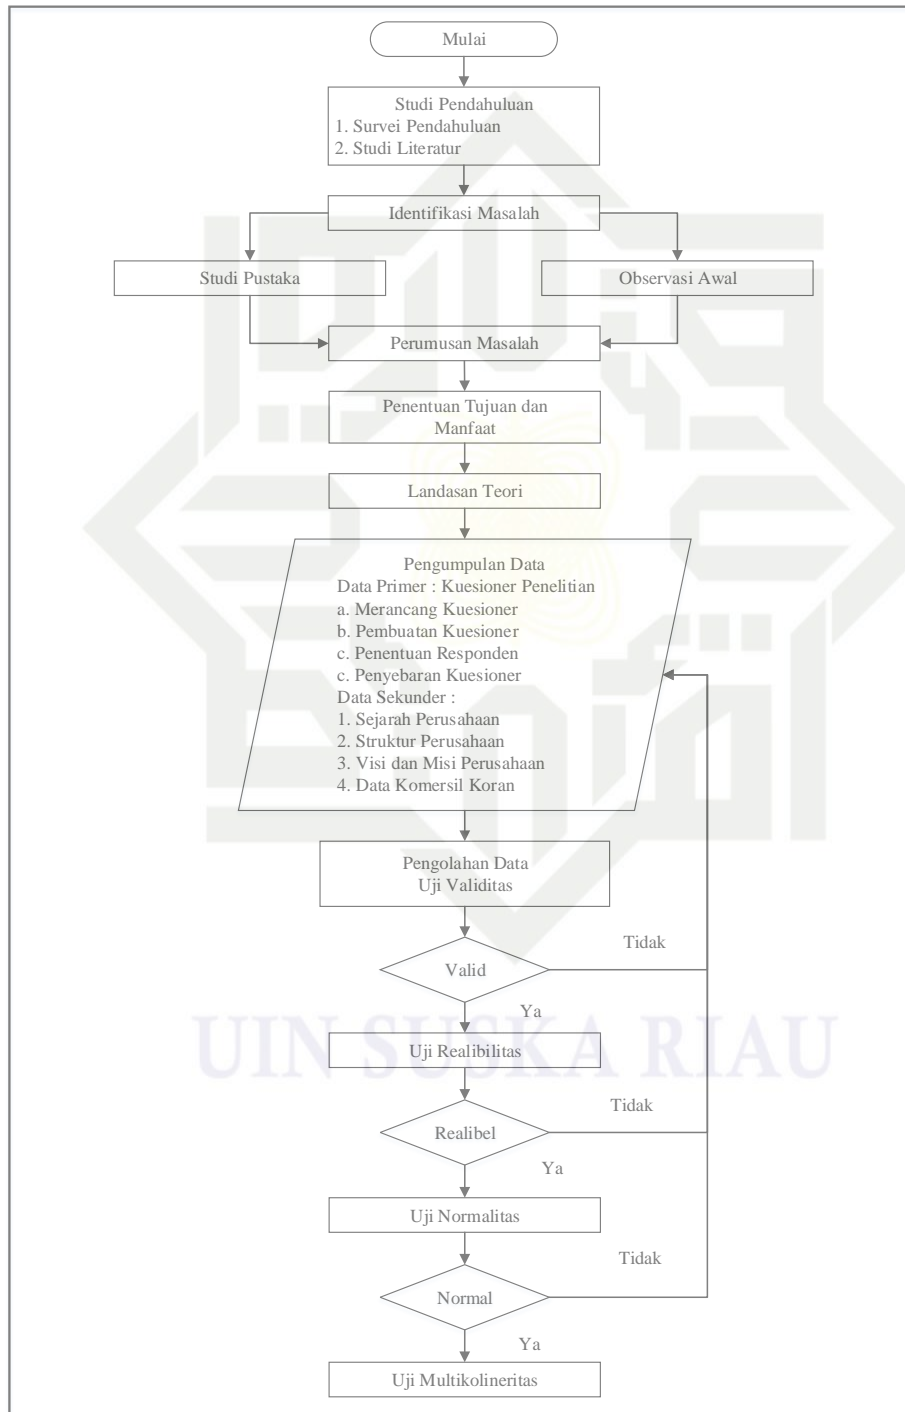 Mulai
Studi Pendahuluan
1. Survei Pendahuluan
2. Studi Literatur
Identifikasi Masalah
Studi Pustaka
Observasi Awal
Perumusan Masalah
Penentuan Tujuan dan
Manfaat
Landasan Teori
Pengumpulan Data
Data Primer : Kuesioner Penelitian
a. Merancang Kuesioner
b. Pembuatan Kuesioner
c. Penentuan Responden
c. Penyebaran Kuesioner
Data Sekunder :
1. Sejarah Perusahaan
2. Struktur Perusahaan
3. Visi dan Misi Perusahaan
4. Data Komersil Koran
Pengolahan Data
Uji Validitas
Tidak
Valid
Ya
UIN SUSKA RIAU
Uji Realibilitas
Tidak
Realibel
Ya
Uji Normalitas
Tidak
Normal
Ya
Uji Multikolineritas